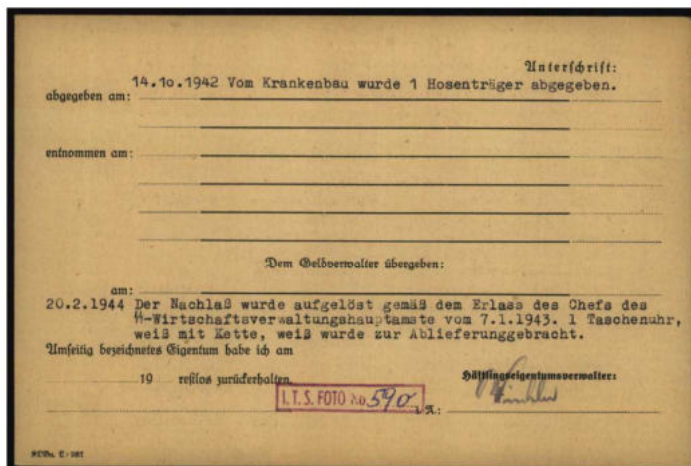 Unterschrift:
14.10.1942 Vom Krankenbau wurde 1 Hosenträger abgegeben.
abgegeben am:
entnommen am:
Dem Geldverwalter übergeben:
am:
20.2.1944 Der Nachlaß wurde aufgelöst gemäß dem Erlass des Chefs des
SS-Wirtschaftsverwaltungshauptamste vom 7.1.1943. 1 Taschenuhr,
weiß mit Kette, weiß wurde zur Ablieferunggebracht.
Umseitig bezeichnetes Eigentum habe ich am
19 restlos zurückerhalten.
Häftlingseigentumsverwalter:
I.T.S. FOTO No. 590
i. A.: